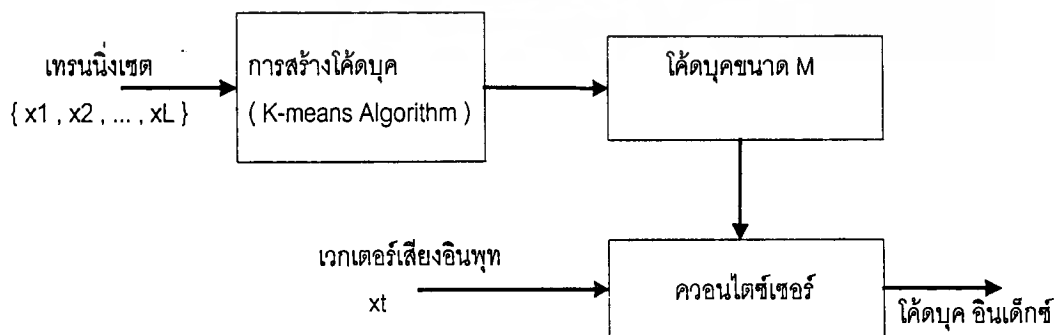 เทรนนิ่งเซต
{ x1 , x2 , ... , xL }
การสร้างโค้ดบุค
( K-means Algorithm )
โค้ดบุคขนาด M
เวกเตอร์เสียงอินพุท
xt
ควอนไตซ์เซอร์
โค้ดบุค อินเด็กซ์